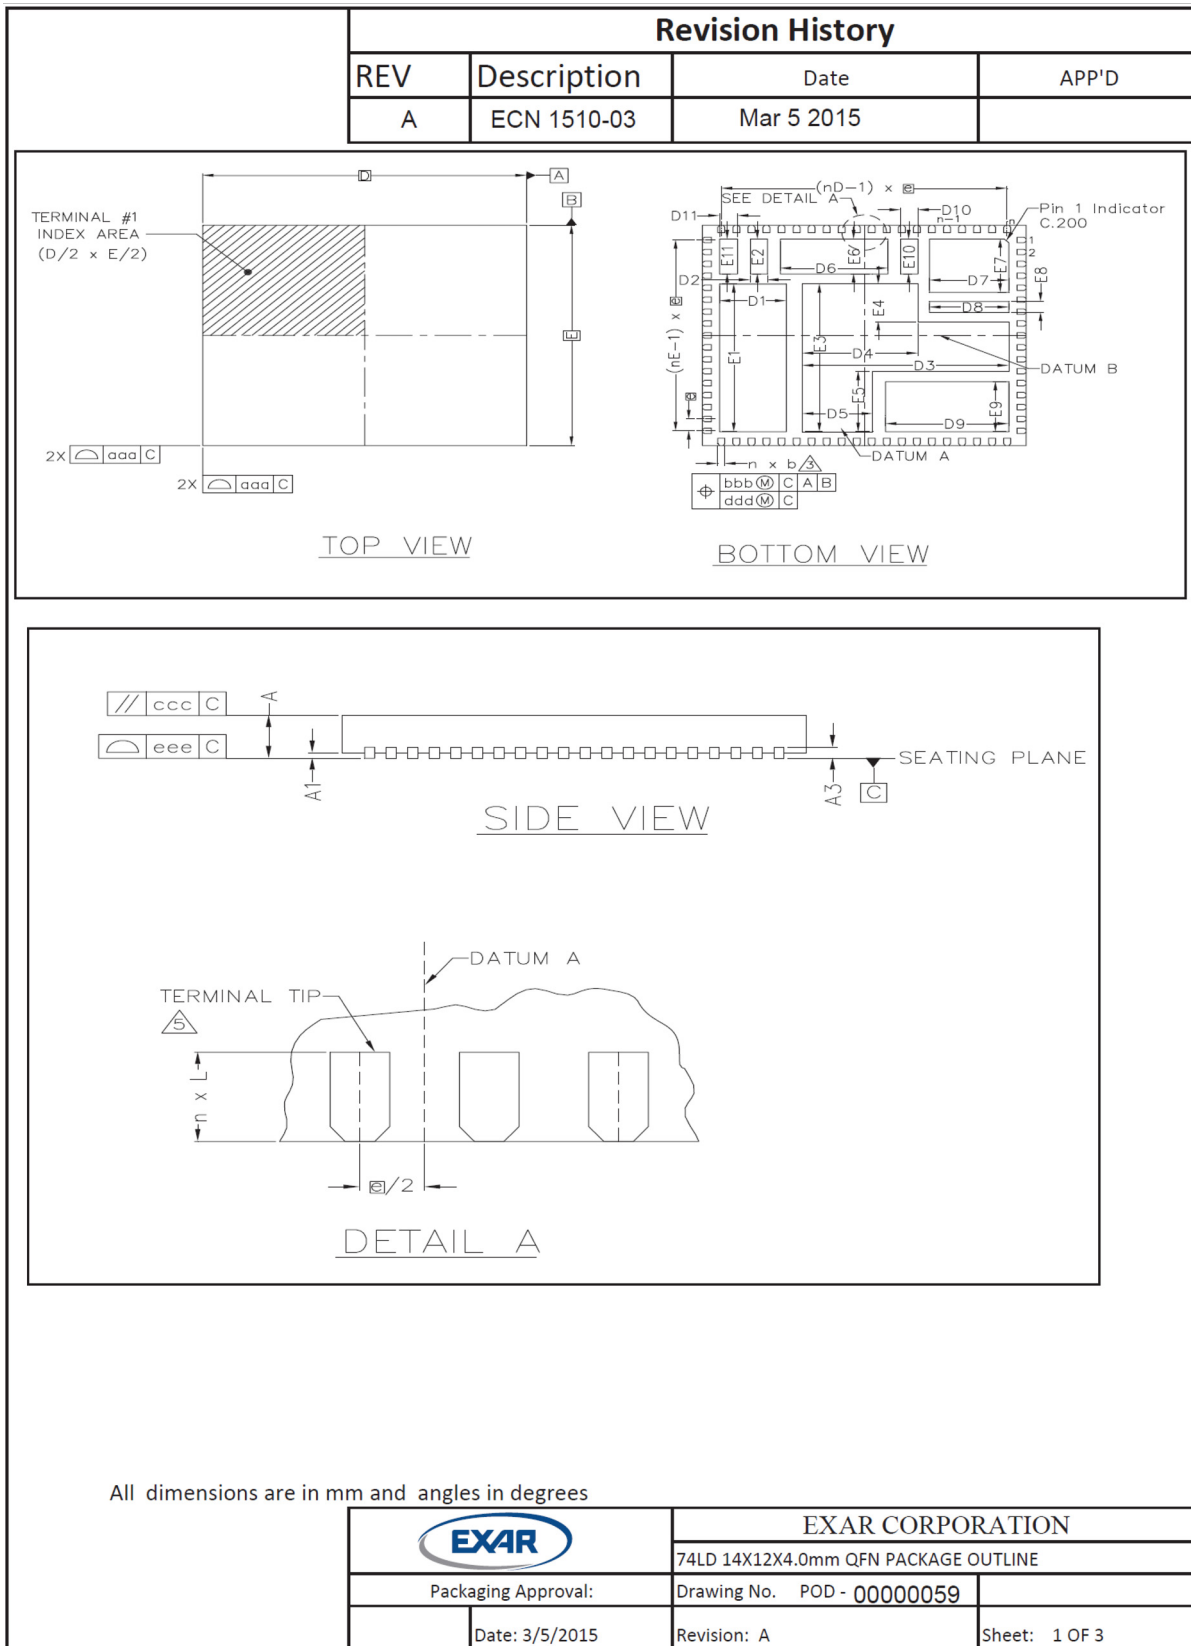 Revision History
REV Description Date APP'D
A ECN 1510-03 Mar 5 2015
D
A
B
TERMINAL #1
INDEX AREA
(D/2 x E/2)
E
2X aaa C
2X aaa C
TOP VIEW
(nD-1) x e
SEE DETAIL A
D11
D10
n-1
n
Pin 1 Indicator
C.200
1
2
E11
E2
E6
E10
E7
E8
D2
D6
D7
D1
E4
D8
(nE-1) x e
E1
E3
D4
D3
DATUM B
e
E5
E9
D5
D9
DATUM A
n x b 3
bbb M C A B
ddd M C
BOTTOM VIEW
// ccc C
A
eee C
A1
SEATING PLANE
A3
C
SIDE VIEW
DATUM A
TERMINAL TIP
5
n x L
e/2
DETAIL A
All dimensions are in mm and angles in degrees
EXAR
EXAR CORPORATION
74LD 14X12X4.0mm QFN PACKAGE OUTLINE
Packaging Approval:
Drawing No. POD - 00000059
Date: 3/5/2015
Revision: A
Sheet: 1 OF 3